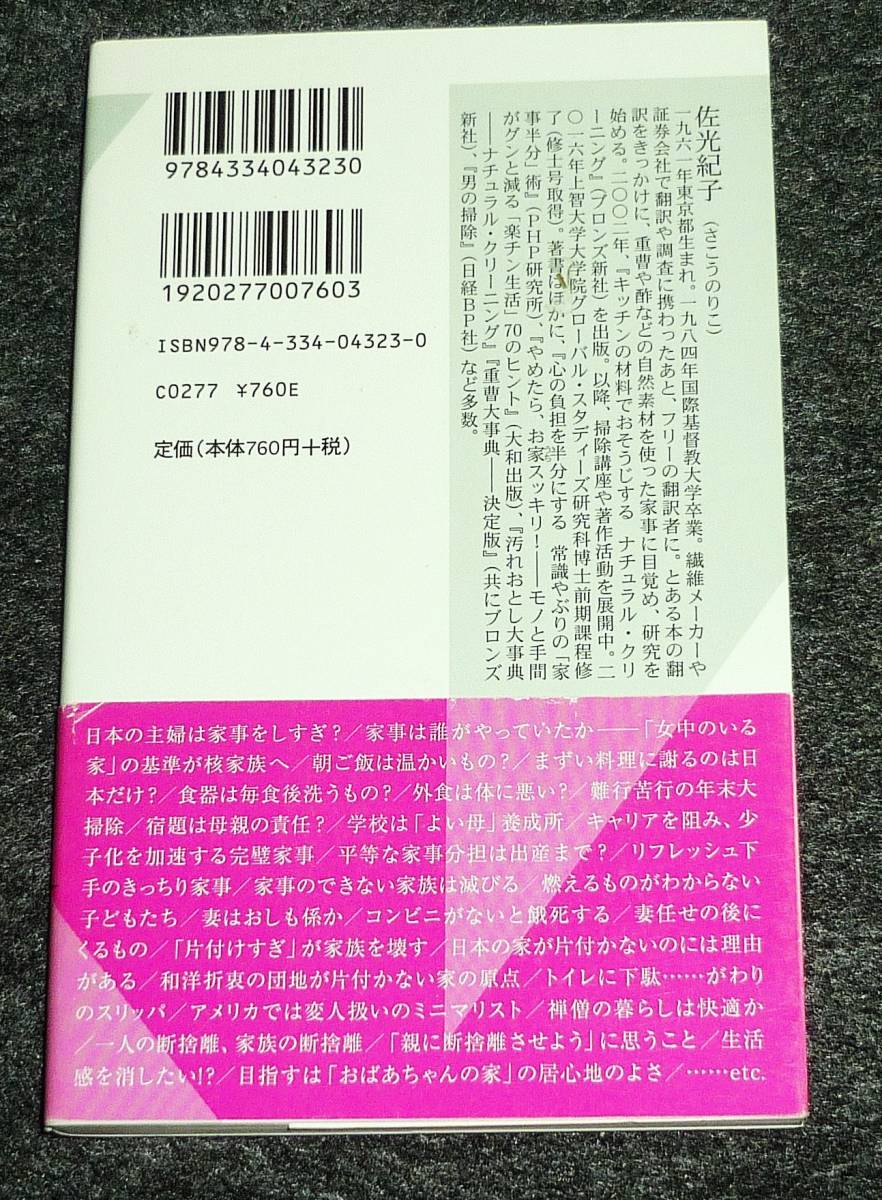 9784334043230
1920277007603
ISBN978-4-334-04323-0
C0277 ¥760E
定価(本体760円+税)
佐光紀子(さこうのりこ)
一九六一年東京都生まれ。一九八四年国際基督教大学卒業。繊維メーカーや
証券会社で翻訳や調査に携わったあと、フリーの翻訳者に。とある本の翻
訳をきっかけに、重曹や酢などの自然素材を使った家事に目覚め、研究を
始める。二〇〇二年、『キッチンの材料でおそうじする ナチュラル・クリ
ーニング』(ブロンズ新社)を出版。以降、掃除講座や著作活動を展開中。二
〇一六年上智大学大学院グローバル・スタディーズ研究科博士前期課程修
了(修士号取得)。著書はほかに、『心の負担を半分にする 常識やぶりの「家
事半分」術』(PHP研究所)、『やめたら、お家スッキリ!――モノと手間
がグンと減る「楽チン生活」70のヒント』(大和出版)、『汚れおとし大事典
――ナチュラル・クリーニング』『重曹大事典――決定版』(共にブロンズ
新社)、『男の掃除』(日経BP社)など多数。
日本の主婦は家事をしすぎ?/家事は誰がやっていたか――「女中のいる
家」の基準が核家族へ/朝ご飯は温かいもの?/まずい料理に謝るのは日
本だけ?/食器は毎食後洗うもの?/外食は体に悪い?/難行苦行の年末大
掃除/宿題は母親の責任?/学校は「よい母」養成所/キャリアを阻み、少
子化を加速する完璧家事/平等な家事分担は出産まで?/リフレッシュ下
手のきっちり家事/家事のできない家族は滅びる/燃えるものがわからない
子どもたち/妻はおしも係か/コンビニがないと餓死する/妻任せの後に
くるもの/「片付けすぎ」が家族を壊す/日本の家が片付かないのには理由
がある/和洋折衷の団地が片付かない家の原点/トイレに下駄……がわり
のスリッパ/アメリカでは変人扱いのミニマリスト/禅僧の暮らしは快適か
/一人の断捨離、家族の断捨離/「親に断捨離させよう」に思うこと/生活
感を消したい!?/目指すは「おばあちゃんの家」の居心地のよさ/……etc.